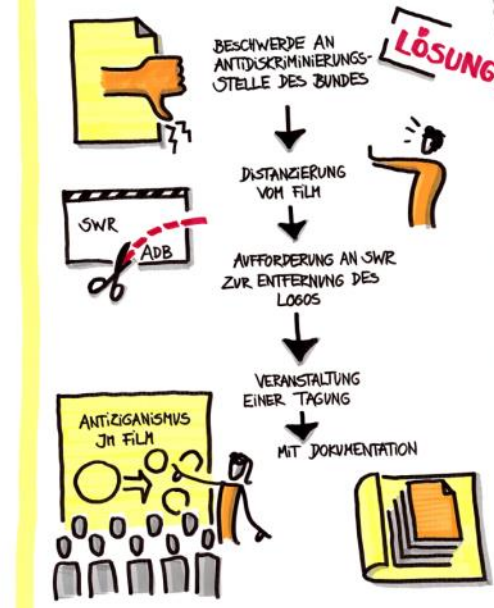 LÖSUNG
BESCHWERDE AN
ANTIDISKRIMINIERUNGS-
STELLE DES BUNDES
DISTANZIERUNG
VOM FILM
SWR
ADB
AUFFORDERUNG AN SWR
ZUR ENTFERNUNG DES
LOGOS
VERANSTALTUNG
EINER TAGUNG
ANTIZIGANISMUS
IM FILM
MIT DOKUMENTATION